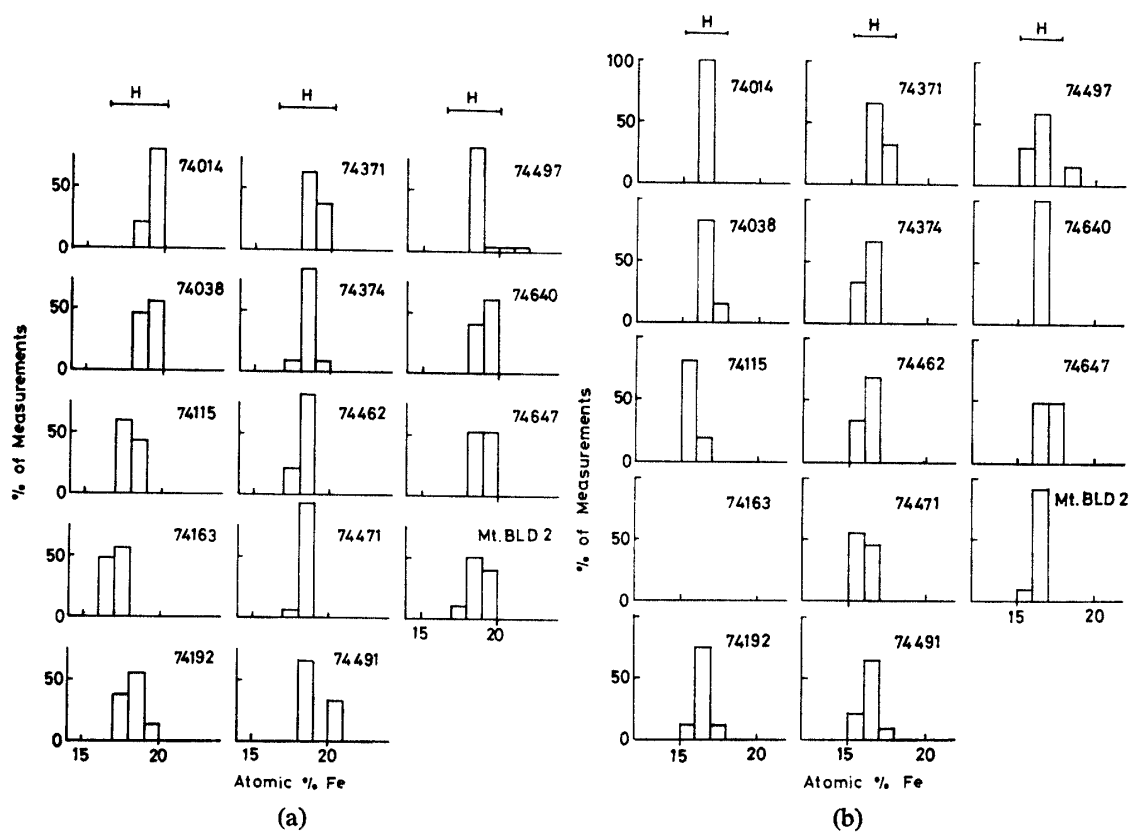 H H H
74014 74371 74497
50
0
74038 74374 74640
50
0
74115 74462 74647
50
0
74163 74471 Mt. BLD 2
50
0
15 20
74192 74491
50
0
15 20 15 20
% of Measurements
Atomic % Fe
(a)
H H H
100
74014 74371 74497
50
0
74038 74374 74640
50
74115 74462 74647
50
0
74163 74471 Mt. BLD 2
50
0
15 20
74192 74491
50
0
15 20 15 20
% of Measurements
Atomic % Fe
(b)